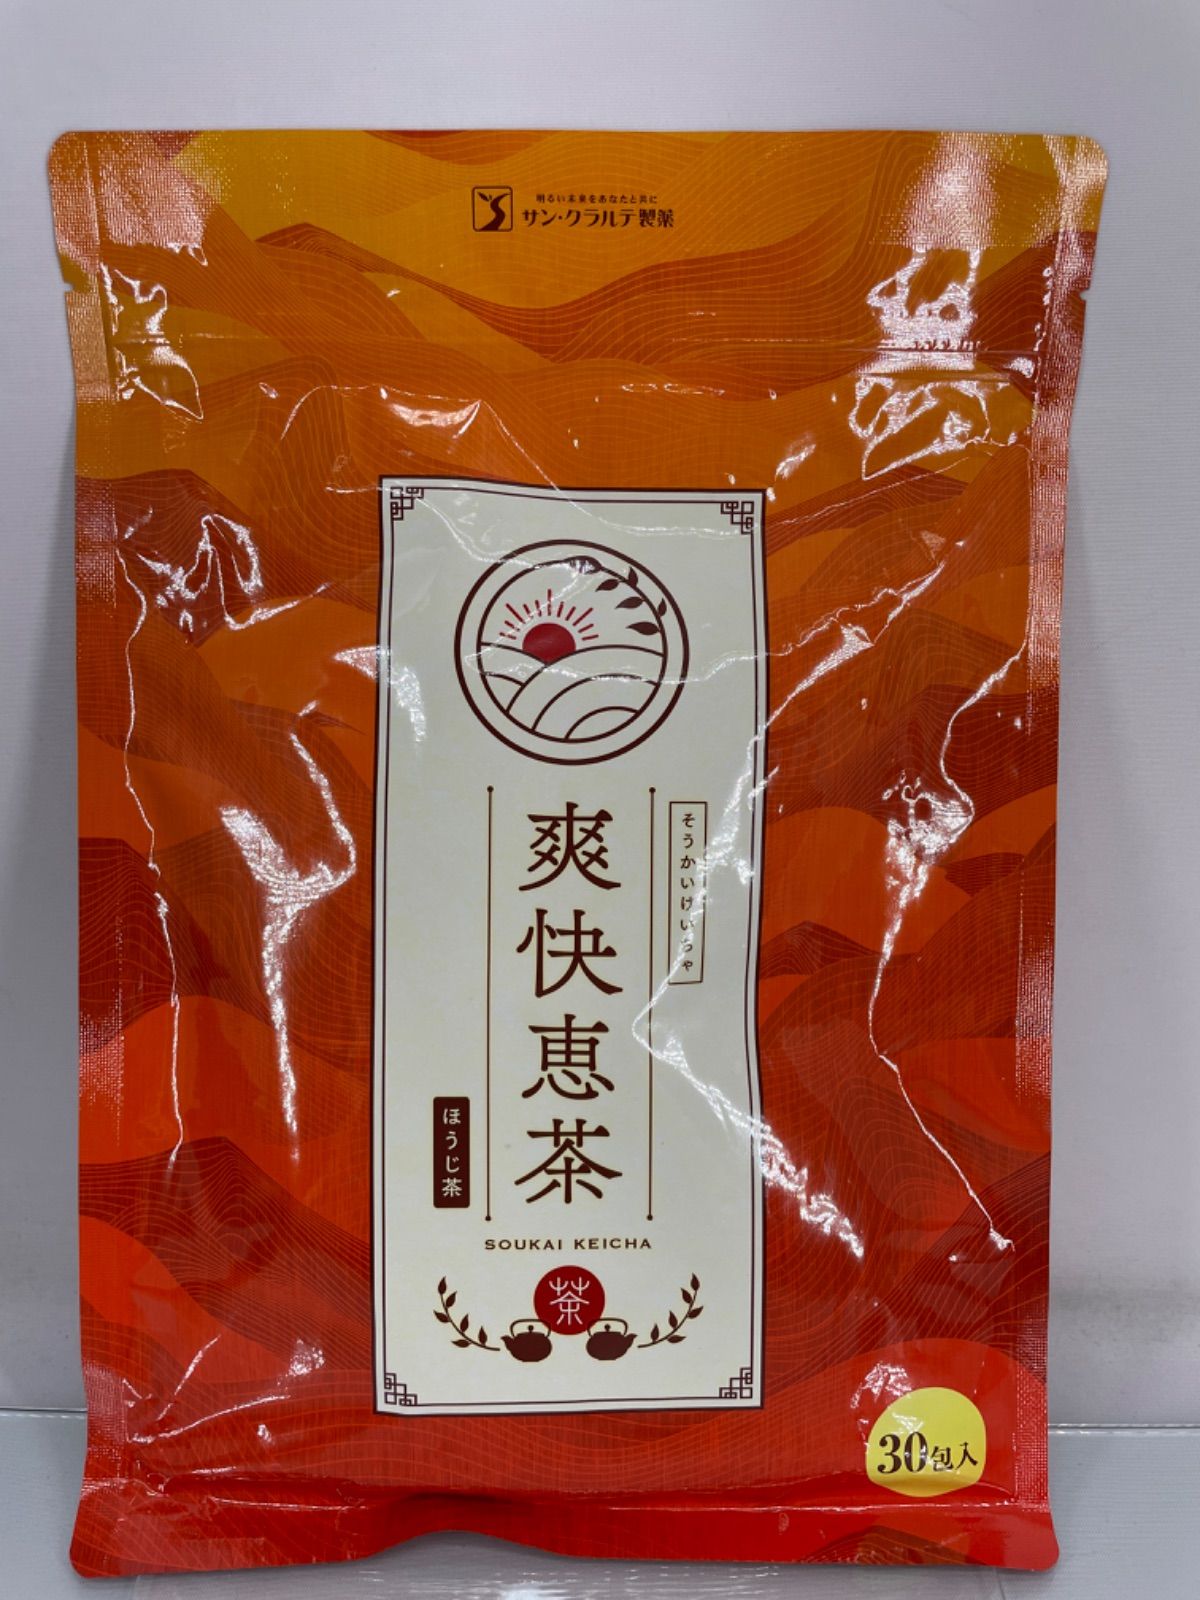 明るい未来をあなたと共に
サン・クラルテ製薬
そうかいけいちゃ
爽快恵茶
ほうじ茶
SOUKAI KEICHA
茶
30包入